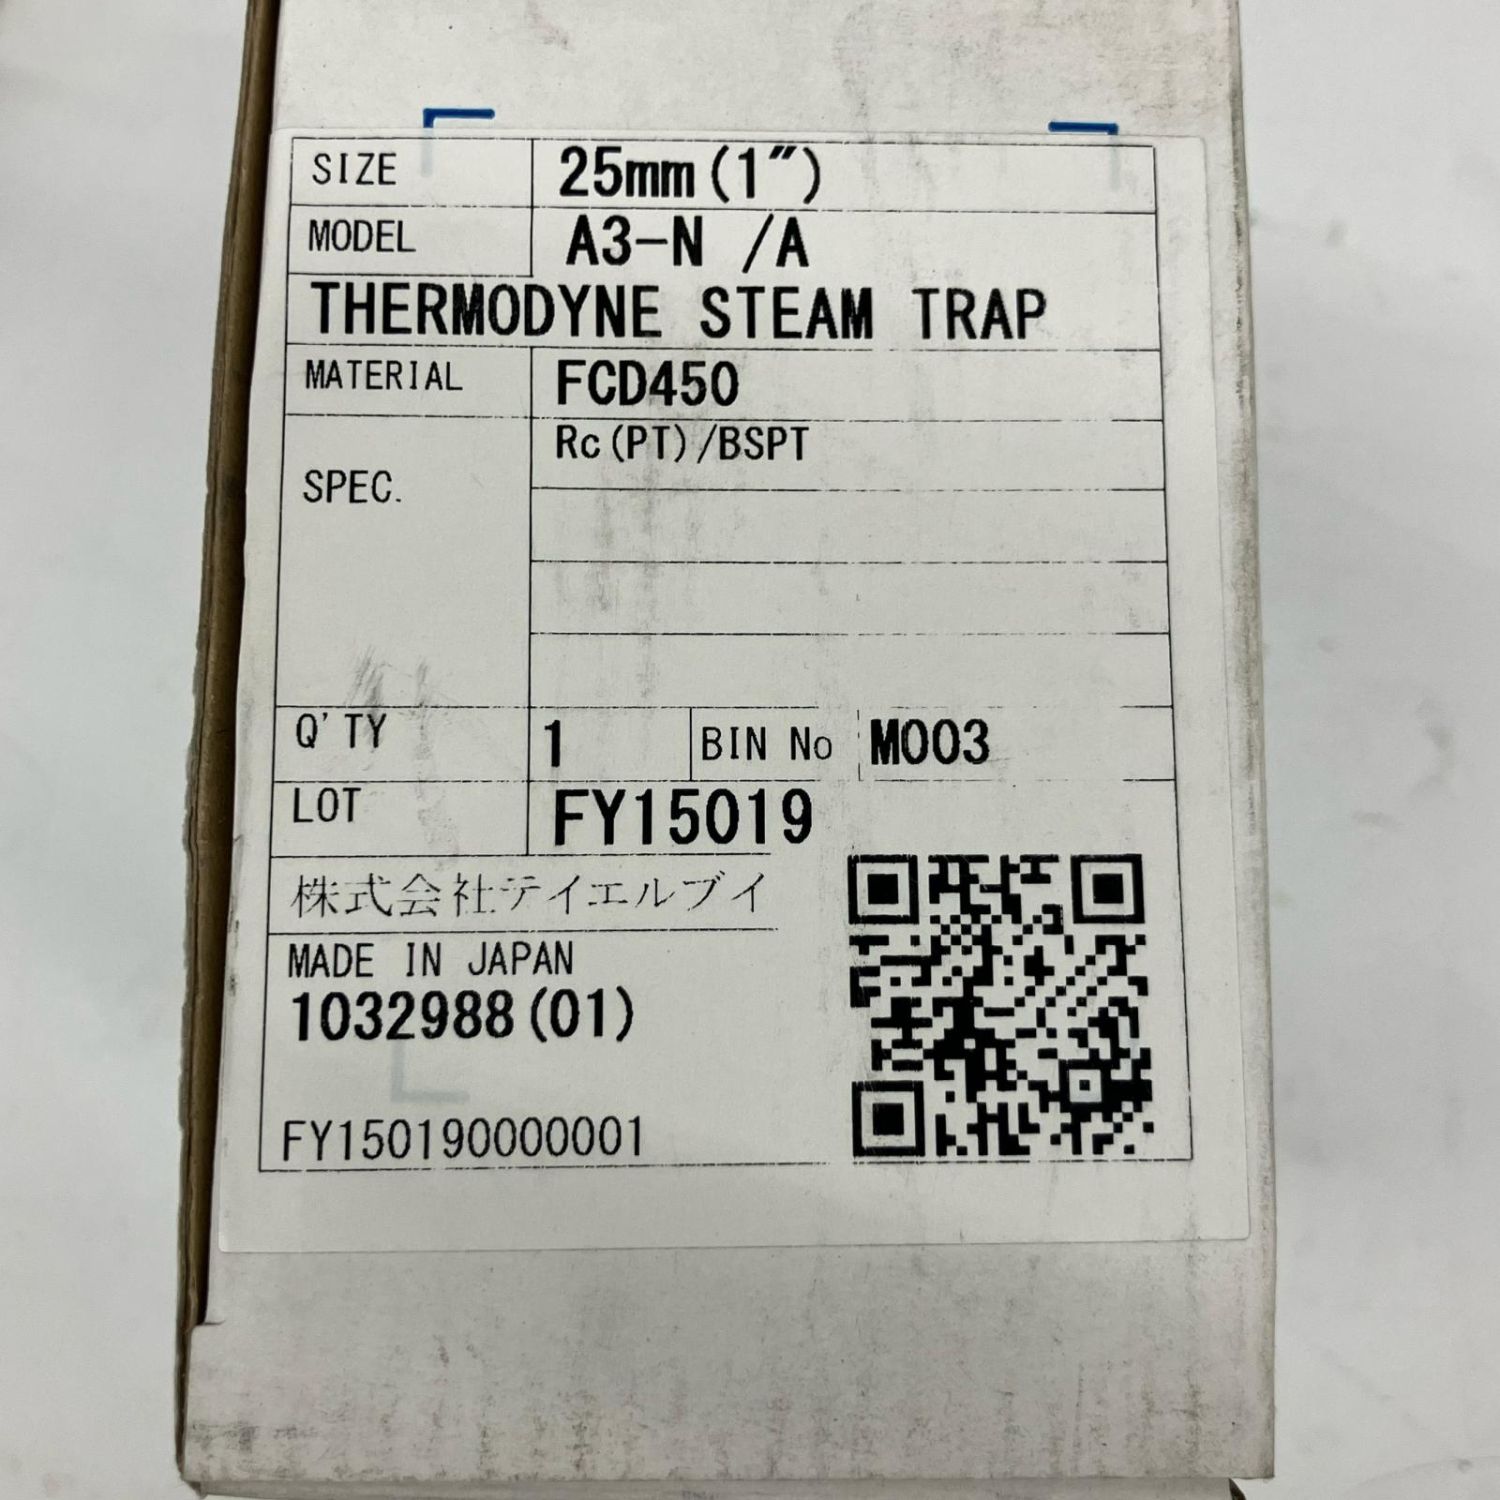 SIZE 25mm(1")
MODEL A3-N /A
THERMODYNE STEAM TRAP
MATERIAL FCD450
SPEC. Rc(PT)/BSPT
Q'TY 1 BIN No M003
LOT FY15019
株式会社テイエルブイ
MADE IN JAPAN
1032988(01)
FY150190000001